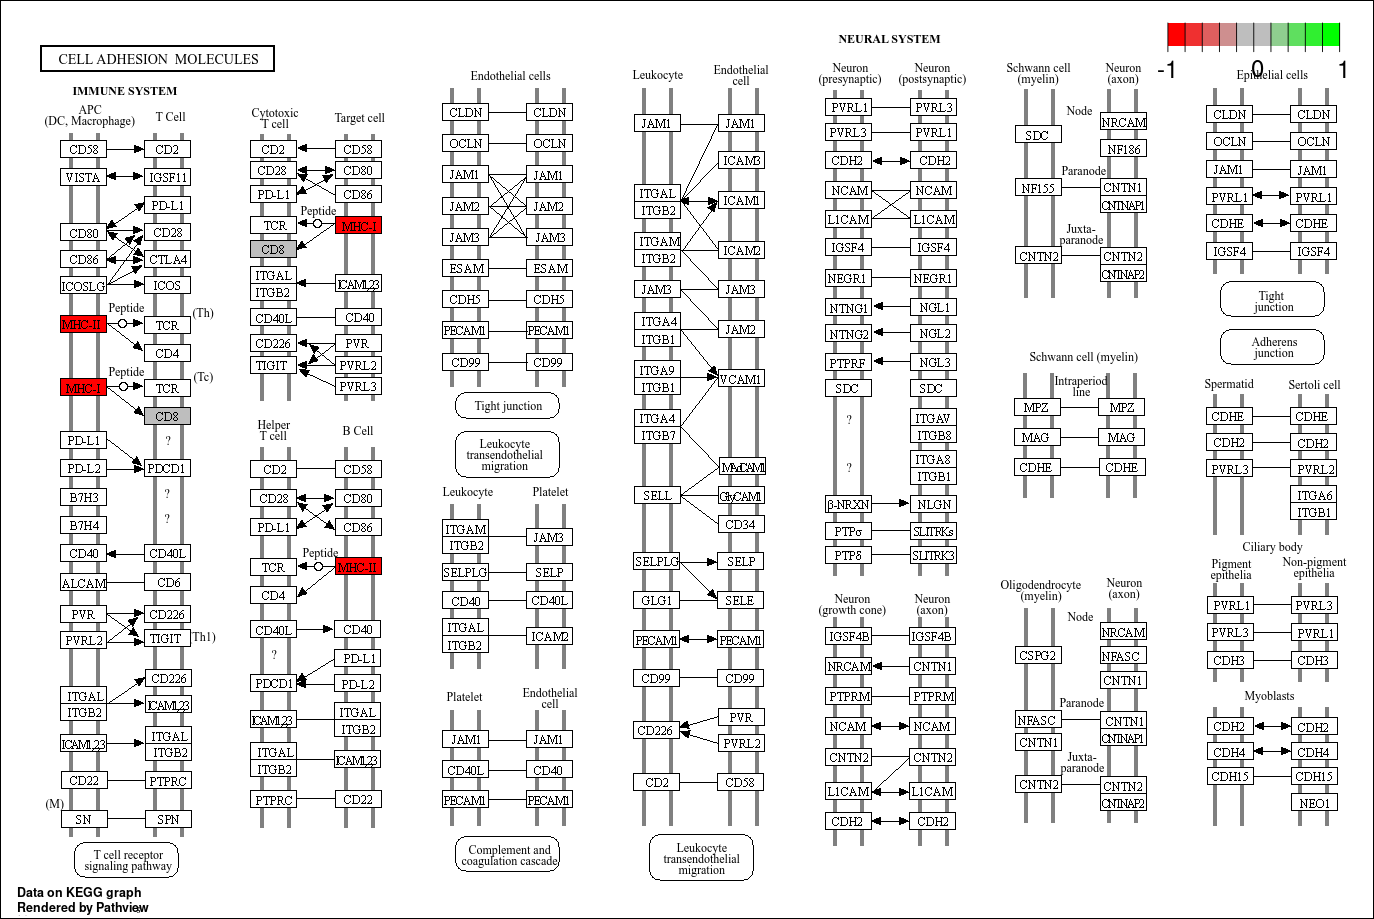 CELL ADHESION MOLECULES
NEURAL SYSTEM
-1 0 1
IMMUNE SYSTEM
APC
(DC, Macrophage)
T Cell
CD58 CD2
VISTA IGSF11
PD-L1
CD80 CD28
CD86 CTLA4
ICOSLG ICOS
MHC-II Peptide TCR (Th)
CD4
MHC-I Peptide TCR (Tc)
CD8
PD-L1 ?
PD-L2 PDCD1
B7H3 ?
B7H4 ?
CD40 CD40L
ALCAM CD6
PVR CD226
PVRL2 TIGIT Th1)
CD226
ITGAL
ITGB2
ICAM1,23
ICAM1,23
ITGAL
ITGB2
CD22 PTPRC
(M)
SN SPN
T cell receptor
signaling pathway
Cytotoxic
T cell
Target cell
CD2 CD58
CD28 CD80
PD-L1 CD86
TCR Peptide MHC-I
CD8
ITGAL
ITGB2
ICAM1,23
CD40L CD40
CD226 PVR
TIGIT PVRL2
PVRL3
Helper
T cell
B Cell
CD2 CD58
CD28 CD80
PD-L1 CD86
TCR Peptide MHC-II
CD4
CD40L CD40
? PD-L1
PDCD1 PD-L2
ICAM1,23
ITGAL
ITGB2
ITGAL
ITGB2
ICAM1,23
PTPRC CD22
Endothelial cells
CLDN CLDN
OCLN OCLN
JAM1 JAM1
JAM2 JAM2
JAM3 JAM3
ESAM ESAM
CDH5 CDH5
PECAM1 PECAM1
CD99 CD99
Tight junction
Leukocyte
transendothelial
migration
Leukocyte Platelet
ITGAM
ITGB2
JAM3
SELPLG SELP
CD40 CD40L
ITGAL
ITGB2
ICAM2
Platelet
Endothelial
cell
JAM1 JAM1
CD40L CD40
PECAM1 PECAM1
Complement and
coagulation cascade
Leukocyte
Endothelial
cell
JAM1 JAM1
ICAM3
ITGAL
ITGB2
ICAM1
ITGAM
ITGB2
ICAM2
JAM3 JAM3
ITGA4
ITGB1
JAM2
ITGA9
ITGB1
VCAM1
ITGA4
ITGB7
MAdCAM1
SELL GlyCAM1
CD34
SELPLG SELP
GLG1 SELE
PECAM1 PECAM1
CD99 CD99
PVR
CD226
PVRL2
CD2 CD58
Leukocyte
transendothelial
migration
Neuron
(presynaptic)
Neuron
(postsynaptic)
PVRL1 PVRL3
PVRL3 PVRL1
CDH2 CDH2
NCAM NCAM
L1CAM L1CAM
IGSF4 IGSF4
NEGR1 NEGR1
NTNG1 NGL1
NTNG2 NGL2
PTPRF NGL3
SDC SDC
? ITGAV
ITGB8
? ITGA8
ITGB1
β-NRXN NLGN
PTPσ SLITRKs
PTPδ SLITRK3
Neuron
(growth cone)
Neuron
(axon)
IGSF4B IGSF4B
NRCAM CNTN1
PTPRM PTPRM
NCAM NCAM
CNTN2 CNTN2
L1CAM L1CAM
CDH2 CDH2
Schwann cell
(myelin)
Neuron
(axon)
Node
NRCAM
SDC
NF186
Paranode
NF155 CNTN1
CNTNAP1
Juxta-
paranode
CNTN2 CNTN2
CNTNAP2
Schwann cell (myelin)
Intraperiod
line
MPZ MPZ
MAG MAG
CDHE CDHE
Oligodendrocyte
(myelin)
Neuron
(axon)
Node
NRCAM
CSPG2 NFASC
CNTN1
Paranode
NFASC CNTN1
CNTNAP1
CNTN1
Juxta-
paranode
CNTN2 CNTN2
CNTNAP2
Epithelial cells
CLDN CLDN
OCLN OCLN
JAM1 JAM1
PVRL1 PVRL1
CDHE CDHE
IGSF4 IGSF4
Tight
junction
Adherens
junction
Spermatid Sertoli cell
CDHE CDHE
CDH2 CDH2
PVRL3 PVRL2
ITGA6
ITGB1
Ciliary body
Pigment
epithelia
Non-pigment
epithelia
PVRL1 PVRL3
PVRL3 PVRL1
CDH3 CDH3
Myoblasts
CDH2 CDH2
CDH4 CDH4
CDH15 CDH15
NEO1
Data on KEGG graph
Rendered by Pathview